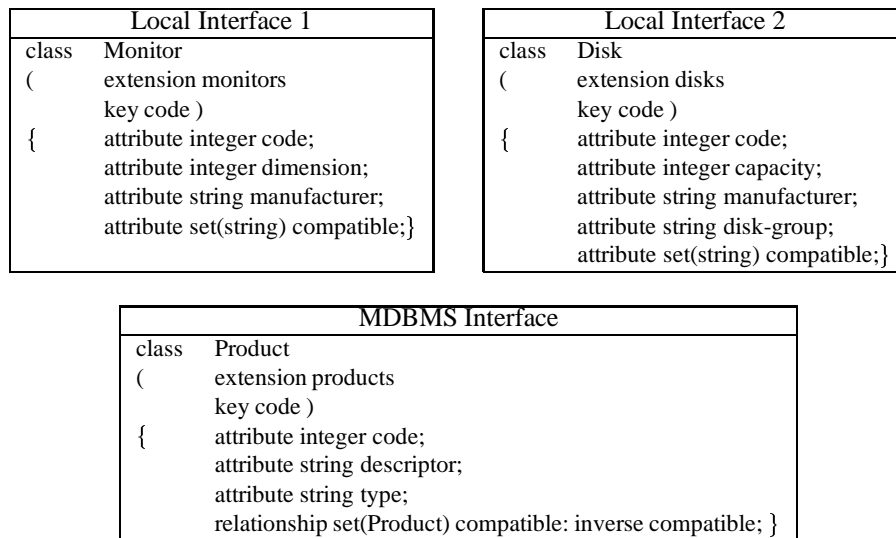 Local Interface 1
class Monitor
( extension monitors
key code )
{ attribute integer code;
attribute integer dimension;
attribute string manufacturer;
attribute set(string) compatible;}
Local Interface 2
class Disk
( extension disks
key code )
{ attribute integer code;
attribute integer capacity;
attribute string manufacturer;
attribute string disk-group;
attribute set(string) compatible;}
MDBMS Interface
class Product
( extension products
key code )
{ attribute integer code;
attribute string descriptor;
attribute string type;
relationship set(Product) compatible: inverse compatible; }